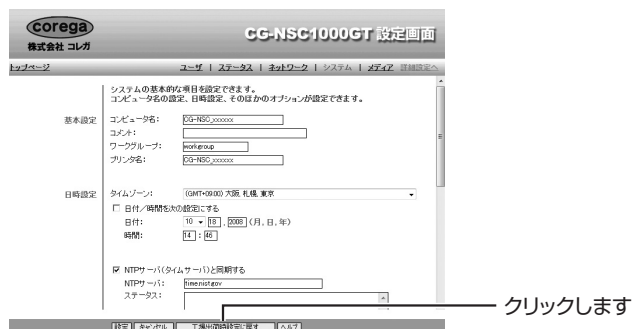 corega
株式会社 コレガ
CG-NSC1000GT 設定画面
トップページ
ユーザ | ステータス | ネットワーク | システム | メディア 詳細設定へ
システムの基本的な項目を設定できます。
コンピュータ名の設定、日時設定、そのほかのオプションが設定できます。
基本設定
コンピュータ名: CG-NSC_xxxxxx
コメント:
ワークグループ: workgroup
プリンタ名: CG-NSC_xxxxxx
日時設定
タイムゾーン: (GMT+09:00) 大阪, 札幌, 東京
日付/時間を次の設定にする
日付: 10 18 , 2008 (月, 日, 年)
時間: 14 : 46
NTPサーバ(タイムサーバ)と同期する
NTPサーバ: time.nist.gov
ステータス:
設定 キャンセル 工場出荷時設定に戻す ヘルプ
クリックします